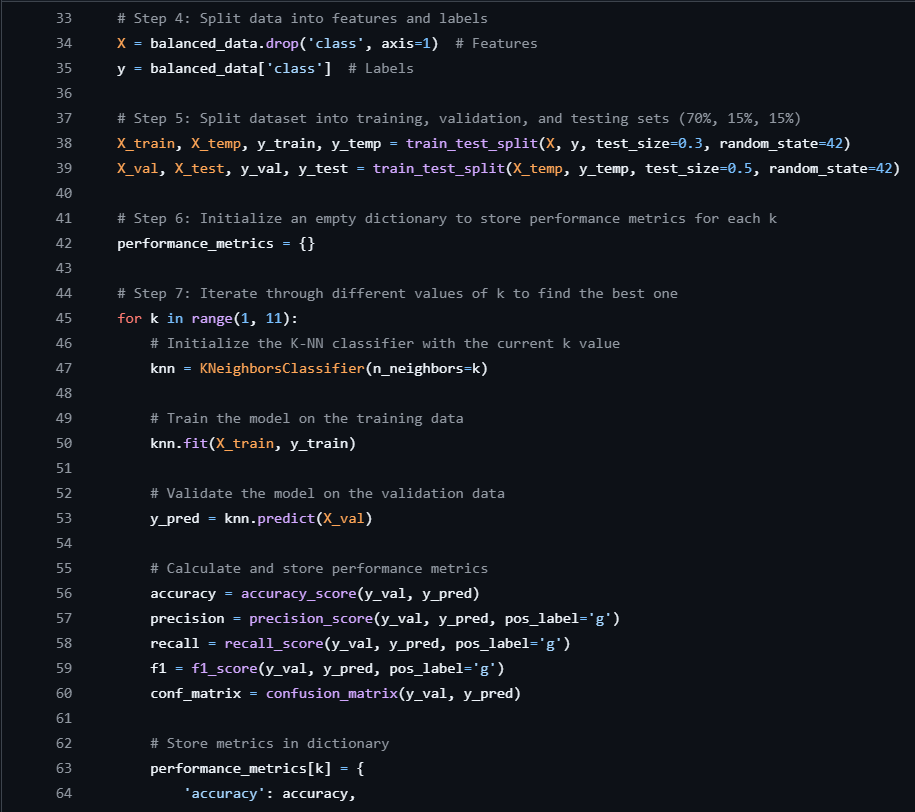 33 # Step 4: Split data into features and labels
34 X = balanced_data.drop('class', axis=1)  # Features
35 y = balanced_data['class']  # Labels
36
37 # Step 5: Split dataset into training, validation, and testing sets (70%, 15%, 15%)
38 X_train, X_temp, y_train, y_temp = train_test_split(X, y, test_size=0.3, random_state=42)
39 X_val, X_test, y_val, y_test = train_test_split(X_temp, y_temp, test_size=0.5, random_state=42)
40
41 # Step 6: Initialize an empty dictionary to store performance metrics for each k
42 performance_metrics = {}
43
44 # Step 7: Iterate through different values of k to find the best one
45 for k in range(1, 11):
46     # Initialize the K-NN classifier with the current k value
47     knn = KNeighborsClassifier(n_neighbors=k)
48
49     # Train the model on the training data
50     knn.fit(X_train, y_train)
51
52     # Validate the model on the validation data
53     y_pred = knn.predict(X_val)
54
55     # Calculate and store performance metrics
56     accuracy = accuracy_score(y_val, y_pred)
57     precision = precision_score(y_val, y_pred, pos_label='g')
58     recall = recall_score(y_val, y_pred, pos_label='g')
59     f1 = f1_score(y_val, y_pred, pos_label='g')
60     conf_matrix = confusion_matrix(y_val, y_pred)
61
62     # Store metrics in dictionary
63     performance_metrics[k] = {
64         'accuracy': accuracy,